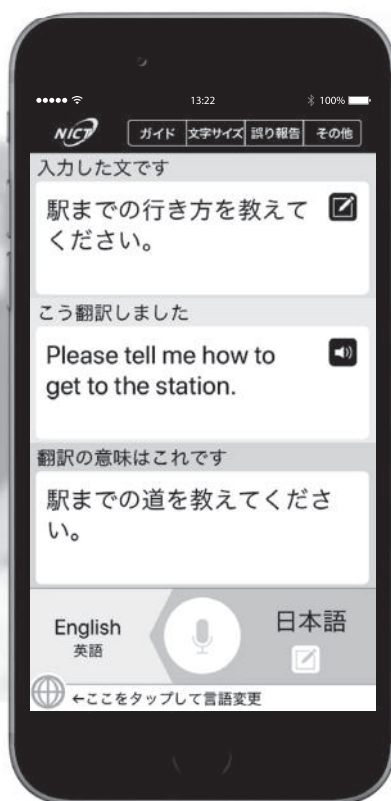 13:22 100%
NICT ガイド 文字サイズ 誤り報告 その他
入力した文です
駅までの行き方を教えて
ください。
こう翻訳しました
Please tell me how to
get to the station.
翻訳の意味はこれです
駅までの道を教えてくださ
い。
English 日本語
英語
←ここをタップして言語変更